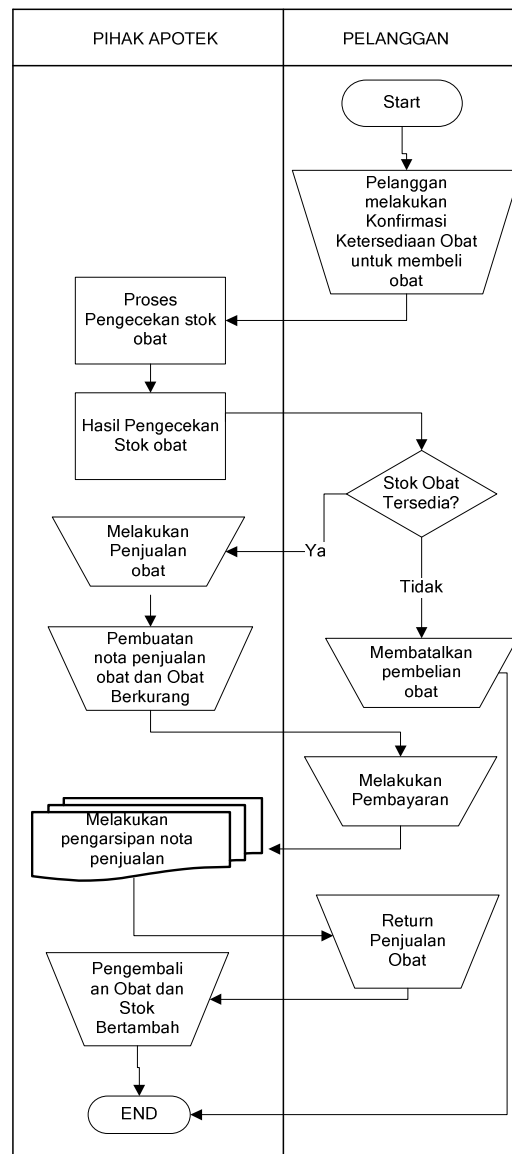 PIHAK APOTEK
PELANGGAN
Start
Pelanggan
melakukan
Konfirmasi
Ketersediaan Obat
untuk membeli
obat
Proses
Pengecekan stok
obat
Hasil Pengecekan
Stok obat
Stok Obat
Tersedia?
Ya
Tidak
Melakukan
Penjualan
obat
Pembuatan
nota penjualan
obat dan Obat
Berkurang
Membatalkan
pembelian
obat
Melakukan
Pembayaran
Melakukan
pengarsipan nota
penjualan
Return
Penjualan
Obat
Pengembali
an Obat dan
Stok
Bertambah
END